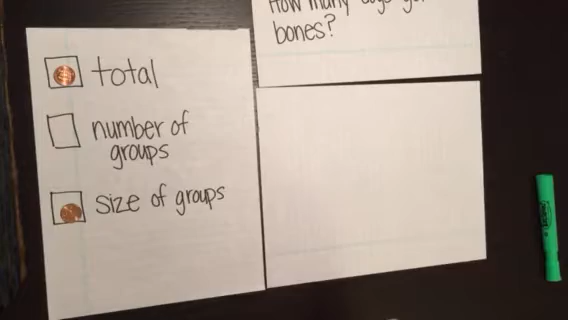 total
number of
groups
size of groups
How many dogs
bones?